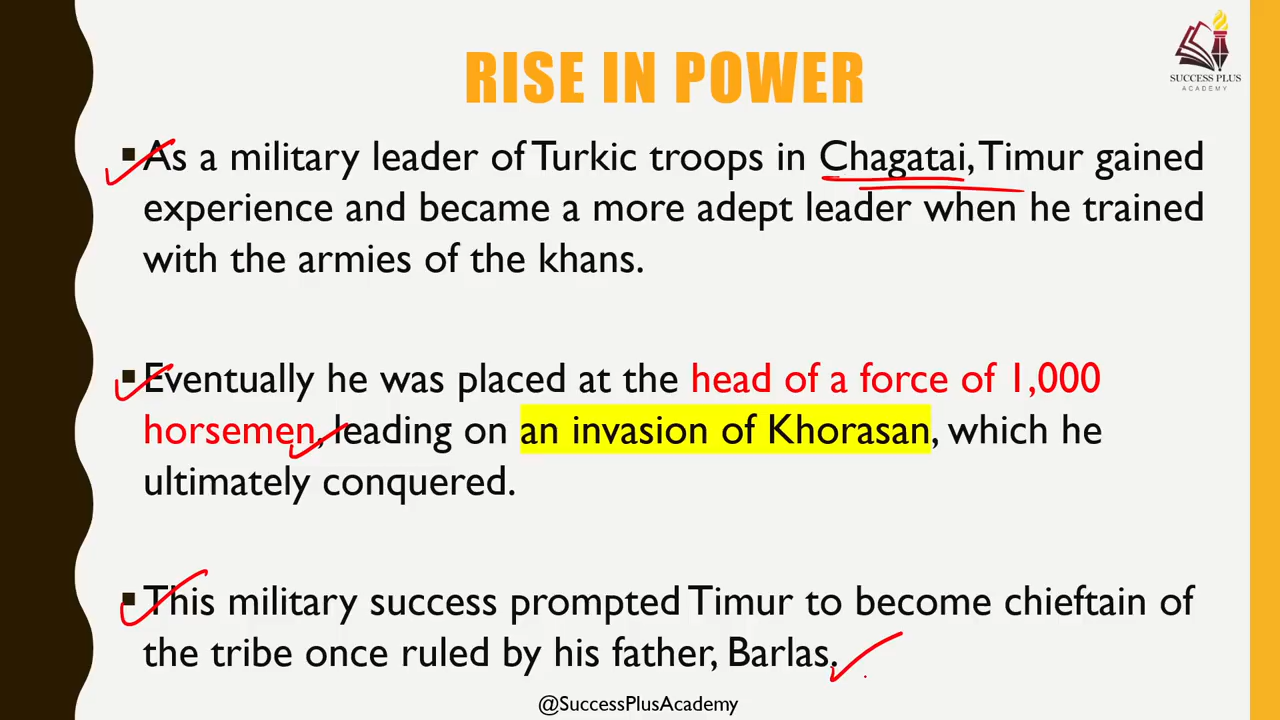 SUCCESS PLUS
ACADEMY
RISE IN POWER
▪As a military leader of Turkic troops in Chagatai, Timur gained
experience and became a more adept leader when he trained
with the armies of the khans.
▪Eventually he was placed at the head of a force of 1,000
horsemen, leading on an invasion of Khorasan, which he
ultimately conquered.
▪This military success prompted Timur to become chieftain of
the tribe once ruled by his father, Barlas.
@SuccessPlusAcademy